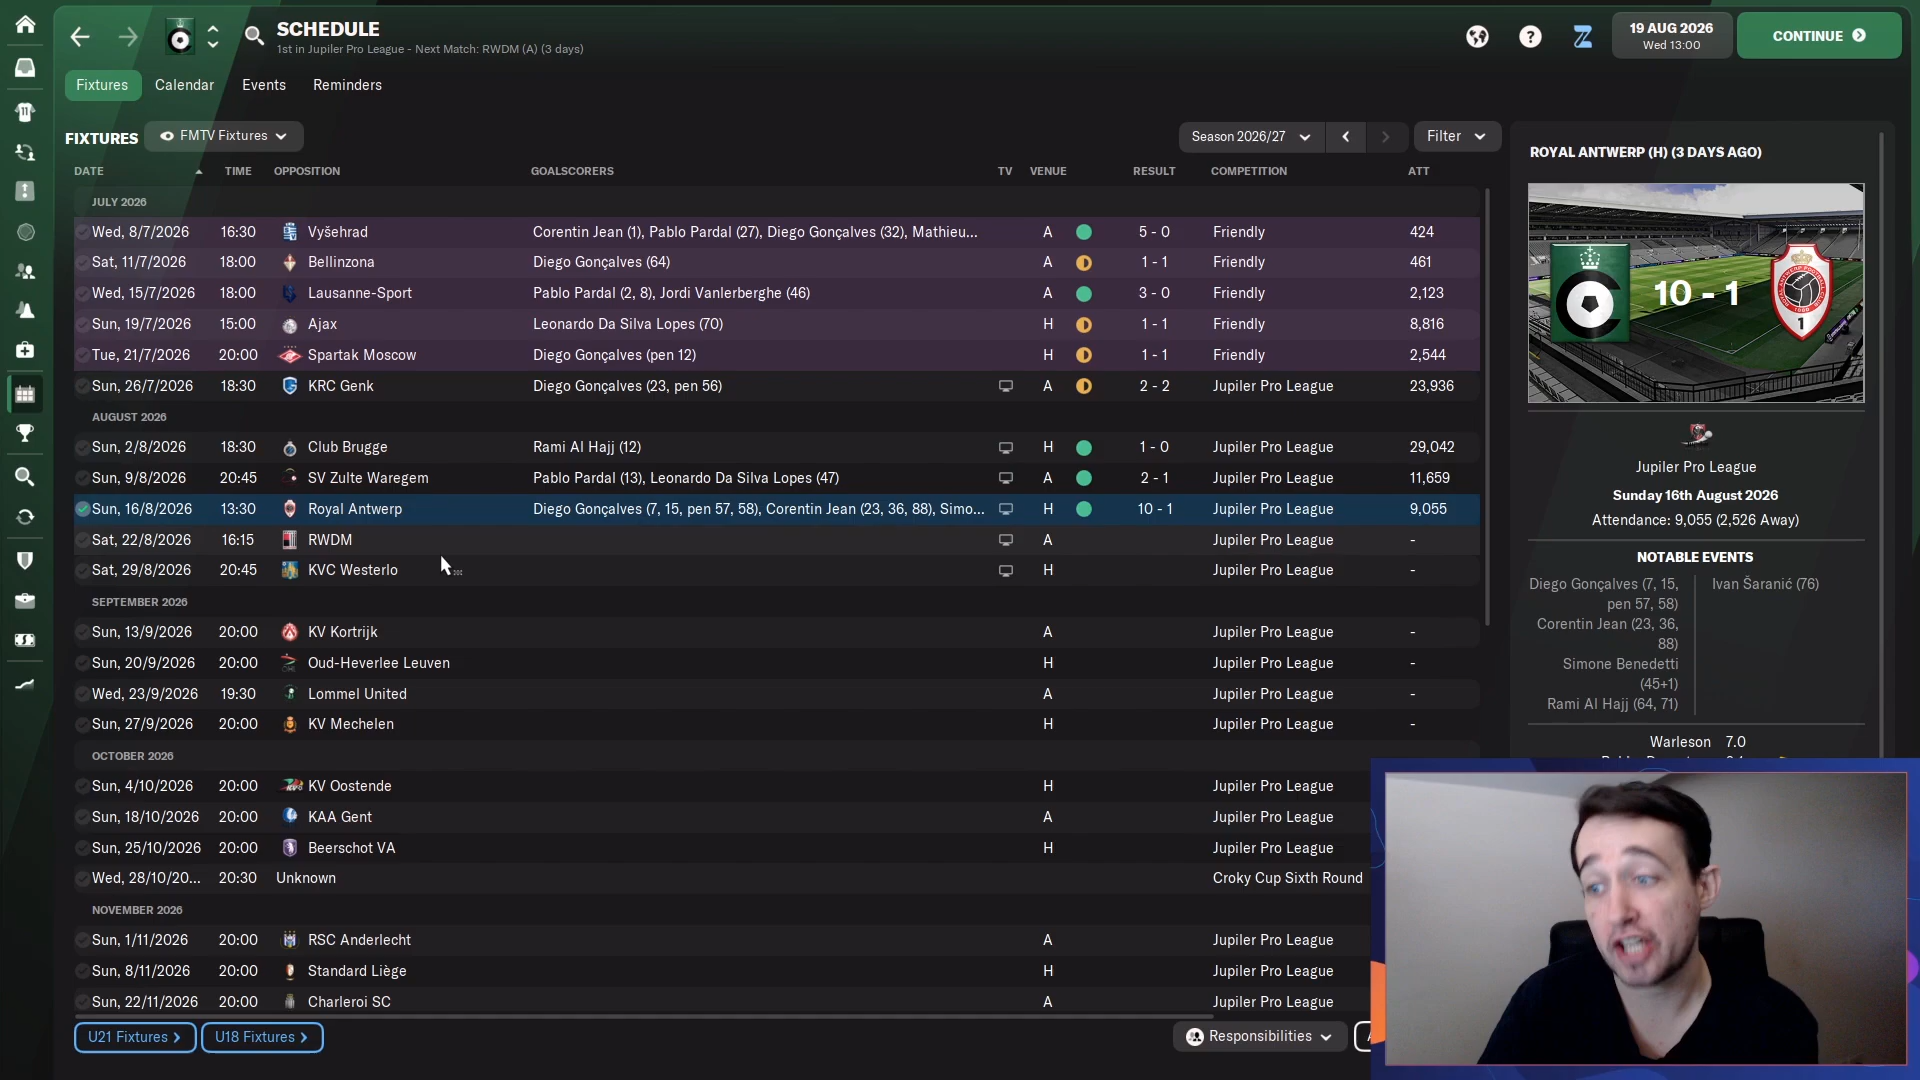 SCHEDULE
1st in Jupiler Pro League - Next Match: RWDM (A) (3 days)
19 AUG 2026
Wed 13:00
CONTINUE
Fixtures Calendar Events Reminders
FIXTURES FMTV Fixtures Season 2026/27 Filter
DATE TIME OPPOSITION GOALSCORERS TV VENUE RESULT COMPETITION ATT
JULY 2026
Wed, 8/7/2026 16:30 Vyšehrad Corentin Jean (1), Pablo Pardal (27), Diego Gonçalves (32), Mathieu... A 5 - 0 Friendly 424
Sat, 11/7/2026 18:00 Bellinzona Diego Gonçalves (64) A 1 - 1 Friendly 461
Wed, 15/7/2026 18:00 Lausanne-Sport Pablo Pardal (2, 8), Jordi Vanlerberghe (46) A 3 - 0 Friendly 2,123
Sun, 19/7/2026 15:00 Ajax Leonardo Da Silva Lopes (70) H 1 - 1 Friendly 8,816
Tue, 21/7/2026 20:00 Spartak Moscow Diego Gonçalves (pen 12) H 1 - 1 Friendly 2,544
Sun, 26/7/2026 18:30 KRC Genk Diego Gonçalves (23, pen 56) A 2 - 2 Jupiler Pro League 23,936
AUGUST 2026
Sun, 2/8/2026 18:30 Club Brugge Rami Al Hajj (12) H 1 - 0 Jupiler Pro League 29,042
Sun, 9/8/2026 20:45 SV Zulte Waregem Pablo Pardal (13), Leonardo Da Silva Lopes (47) A 2 - 1 Jupiler Pro League 11,659
Sun, 16/8/2026 13:30 Royal Antwerp Diego Gonçalves (7, 15, pen 57, 58), Corentin Jean (23, 36, 88), Simo... H 10 - 1 Jupiler Pro League 9,055
Sat, 22/8/2026 16:15 RWDM A Jupiler Pro League -
Sat, 29/8/2026 20:45 KVC Westerlo H Jupiler Pro League -
SEPTEMBER 2026
Sun, 13/9/2026 20:00 KV Kortrijk A Jupiler Pro League -
Sun, 20/9/2026 20:00 Oud-Heverlee Leuven H Jupiler Pro League -
Wed, 23/9/2026 19:30 Lommel United A Jupiler Pro League -
Sun, 27/9/2026 20:00 KV Mechelen H Jupiler Pro League -
OCTOBER 2026
Sun, 4/10/2026 20:00 KV Oostende H Jupiler Pro League
Sun, 18/10/2026 20:00 KAA Gent A Jupiler Pro League
Sun, 25/10/2026 20:00 Beerschot VA H Jupiler Pro League
Wed, 28/10/20... 20:30 Unknown Croky Cup Sixth Round
NOVEMBER 2026
Sun, 1/11/2026 20:00 RSC Anderlecht A Jupiler Pro League
Sun, 8/11/2026 20:00 Standard Liège H Jupiler Pro League
Sun, 22/11/2026 20:00 Charleroi SC A Jupiler Pro League
U21 Fixtures U18 Fixtures Responsibilities
ROYAL ANTWERP (H) (3 DAYS AGO)
10 - 1
Jupiler Pro League
Sunday 16th August 2026
Attendance: 9,055 (2,526 Away)
NOTABLE EVENTS
Diego Gonçalves (7, 15, Ivan Šaranić (76)
pen 57, 58)
Corentin Jean (23, 36,
88)
Simone Benedetti
(45+1)
Rami Al Hajj (64, 71)
Warleson 7.0